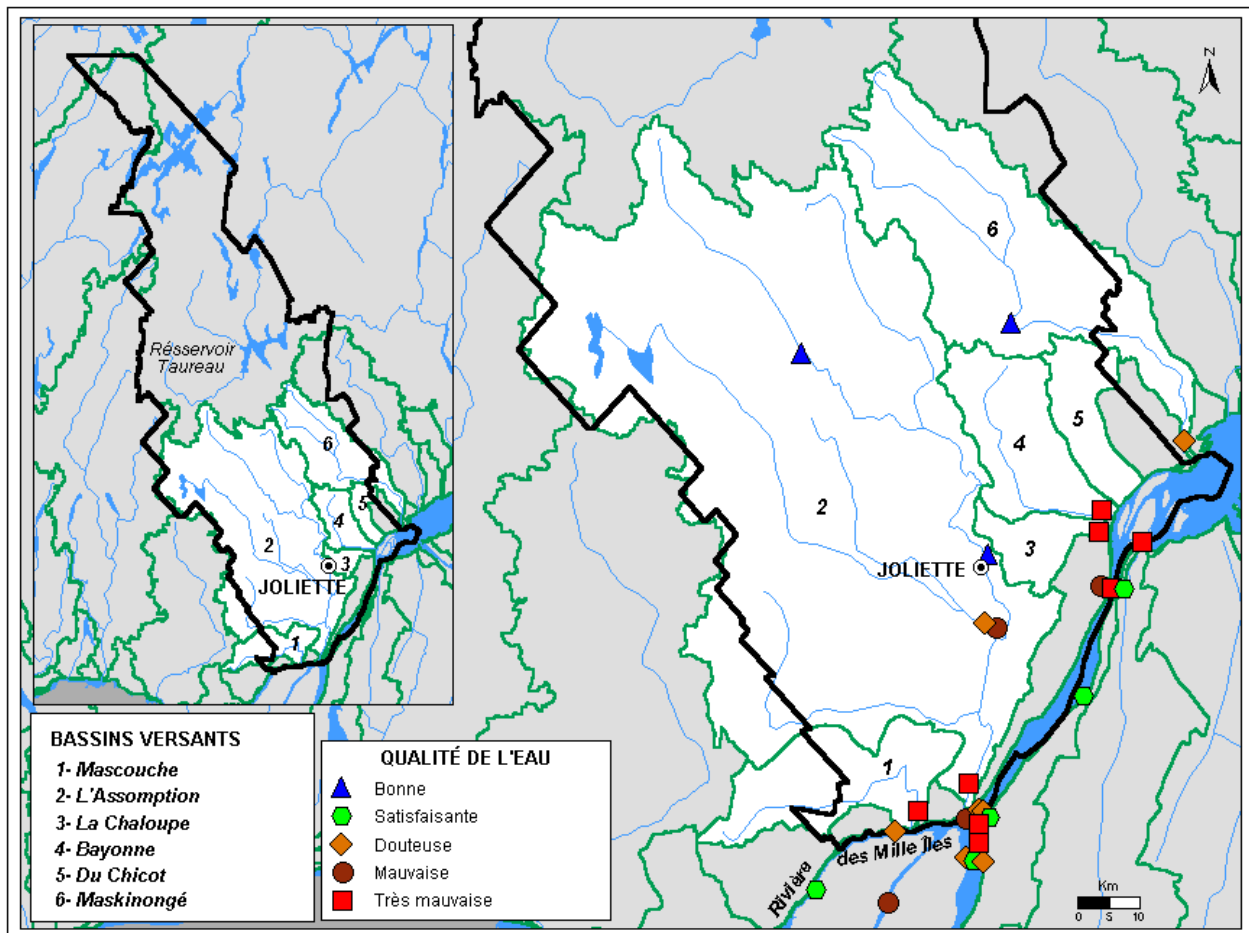 N
Résservoir
Taureau
6
5
4
2
3
JOLIETTE
1
6
5
4
2
3
JOLIETTE
1
Rivière
des Mille Îles
BASSINS VERSANTS
1- Mascouche
2- L'Assomption
3- La Chaloupe
4- Bayonne
5- Du Chicot
6- Maskinongé
QUALITÉ DE L'EAU
Bonne
Satisfaisante
Douteuse
Mauvaise
Très mauvaise
Km
0 5 10